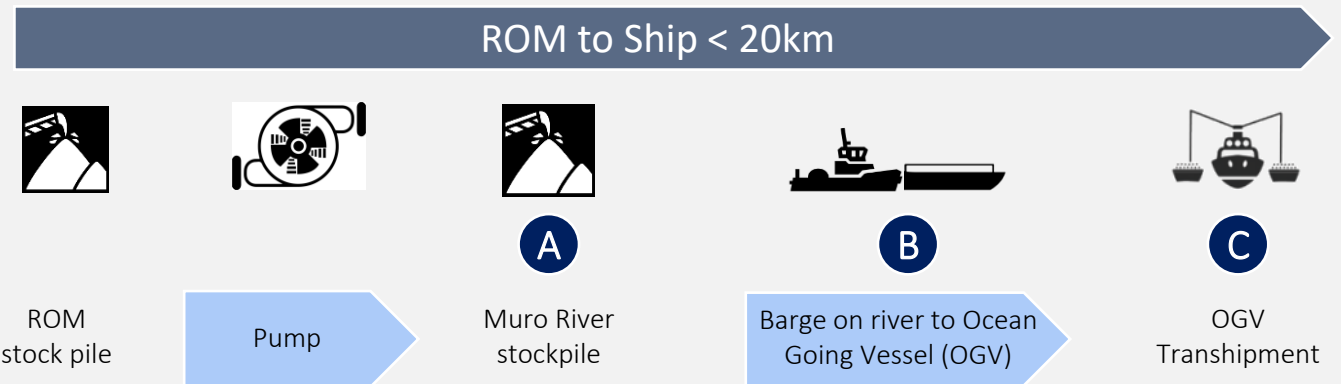 ROM to Ship < 20km
A
B
C
ROM
stock pile
Pump
Muro River
stockpile
Barge on river to Ocean
Going Vessel (OGV)
OGV
Transhipment